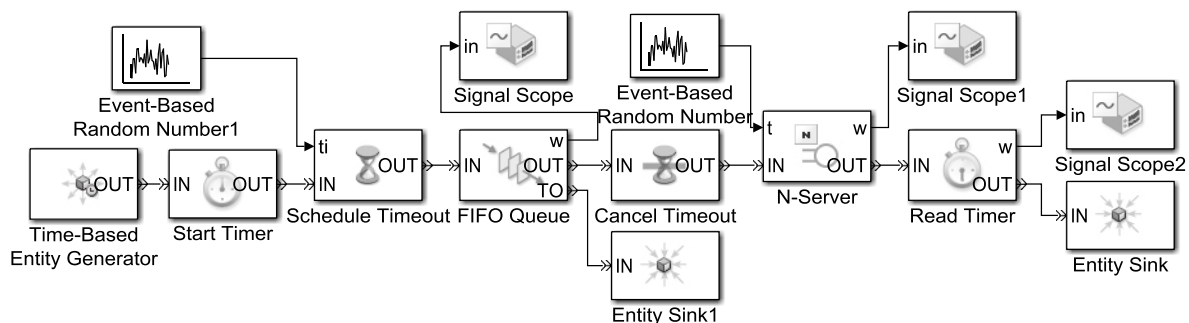 in
Signal Scope
in
Signal Scope1
Event-Based
Random Number1
Event-Based
Random Number
in
Signal Scope2
ti
IN
OUT
Schedule Timeout
w
IN
OUT
TO
FIFO Queue
IN
OUT
Cancel Timeout
t
N
w
IN
OUT
N-Server
w
IN
OUT
Read Timer
OUT
Time-Based
Entity Generator
IN
OUT
Start Timer
IN
Entity Sink
IN
Entity Sink1